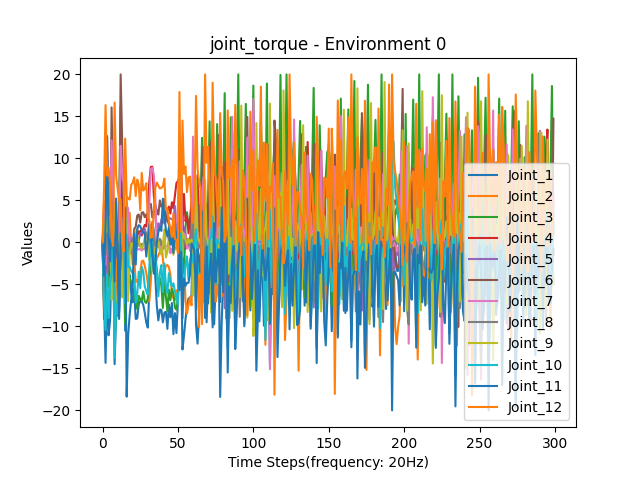 joint_torque - Environment 0
Values
20
15
10
5
0
−5
−10
−15
−20
0
50
100
150
200
250
300
Time Steps(frequency: 20Hz)
Joint_1
Joint_2
Joint_3
Joint_4
Joint_5
Joint_6
Joint_7
Joint_8
Joint_9
Joint_10
Joint_11
Joint_12